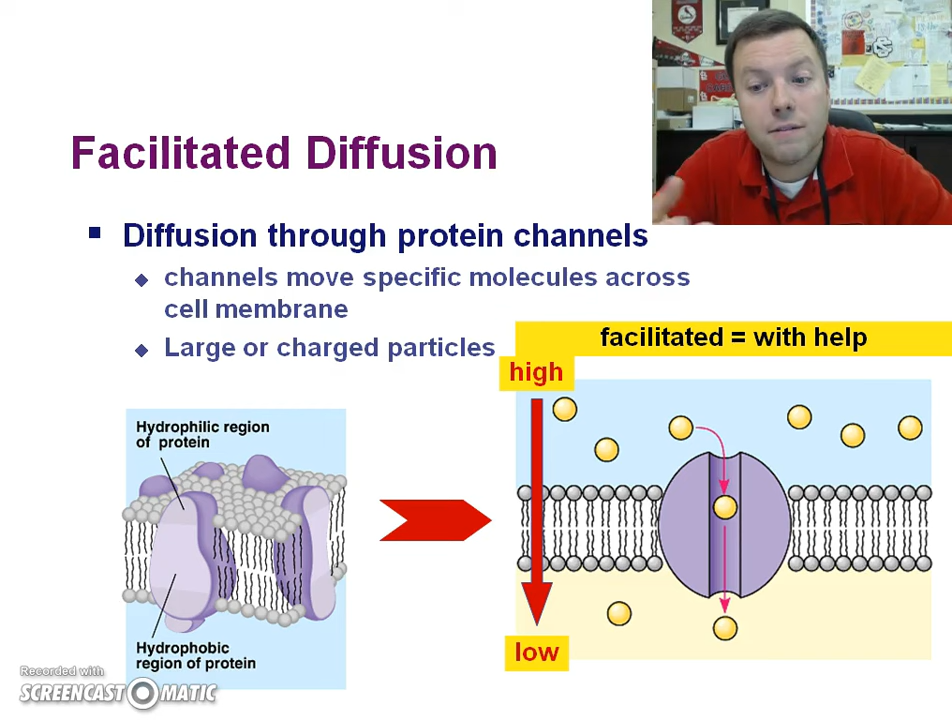 Facilitated Diffusion
Diffusion through protein channels
channels move specific molecules across
cell membrane
Large or charged particles
facilitated = with help
high
low
Hydrophilic region
of protein
Hydrophobic
region of protein
Recorded with
SCREENCAST MATIC